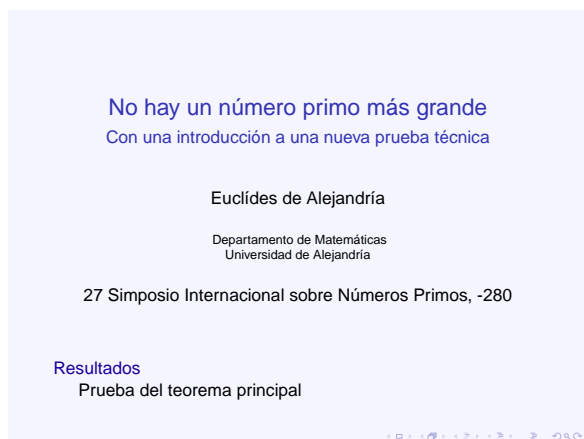 No hay un número primo más grande
Con una introducción a una nueva prueba técnica
Euclídes de Alejandría
Departamento de Matemáticas
Universidad de Alejandría
27 Simposio Internacional sobre Números Primos, -280
Resultados
Prueba del teorema principal